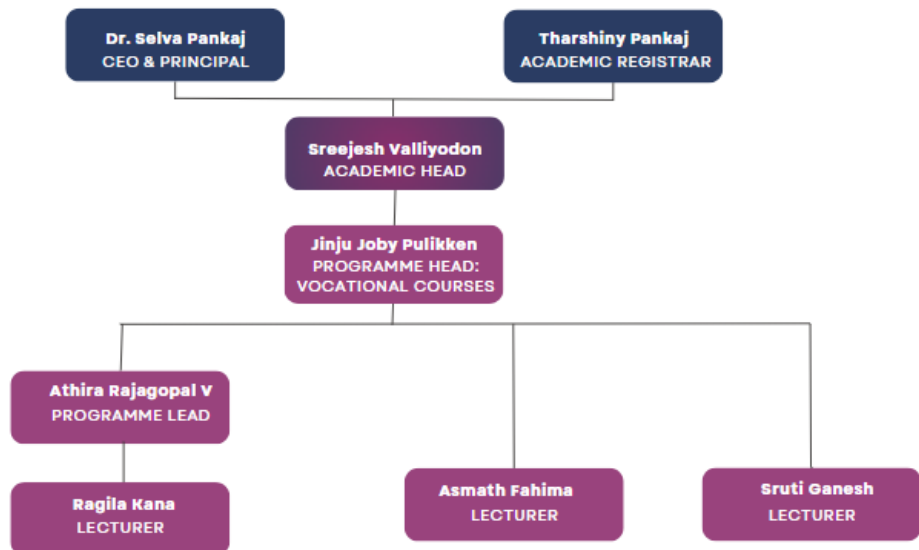 Dr. Selva Pankaj
CEO & PRINCIPAL
Tharshiny Pankaj
ACADEMIC REGISTRAR
Sreejesh Valliyodon
ACADEMIC HEAD
Jinju Joby Pulikken
PROGRAMME HEAD:
VOCATIONAL COURSES
Athira Rajagopal V
PROGRAMME LEAD
Ragila Kana
LECTURER
Asmath Fahima
LECTURER
Sruti Ganesh
LECTURER